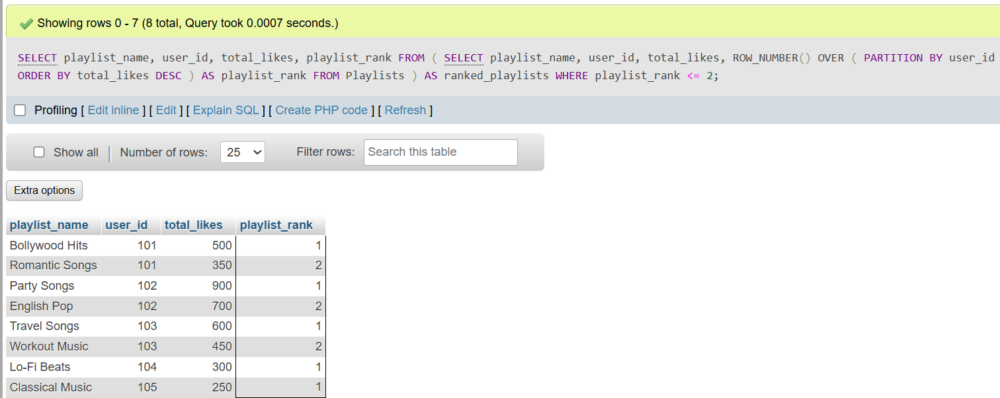 Showing rows 0 - 7 (8 total, Query took 0.0007 seconds.)
SELECT playlist_name, user_id, total_likes, playlist_rank FROM ( SELECT playlist_name, user_id, total_likes, ROW_NUMBER() OVER ( PARTITION BY user_id
ORDER BY total_likes DESC ) AS playlist_rank FROM Playlists ) AS ranked_playlists WHERE playlist_rank <= 2;
Profiling [ Edit inline ] [ Edit ] [ Explain SQL ] [ Create PHP code ] [ Refresh ]
Show all | Number of rows: 25 Filter rows: Search this table
Extra options
playlist_name user_id total_likes playlist_rank
Bollywood Hits 101 500 1
Romantic Songs 101 350 2
Party Songs 102 900 1
English Pop 102 700 2
Travel Songs 103 600 1
Workout Music 103 450 2
Lo-Fi Beats 104 300 1
Classical Music 105 250 1